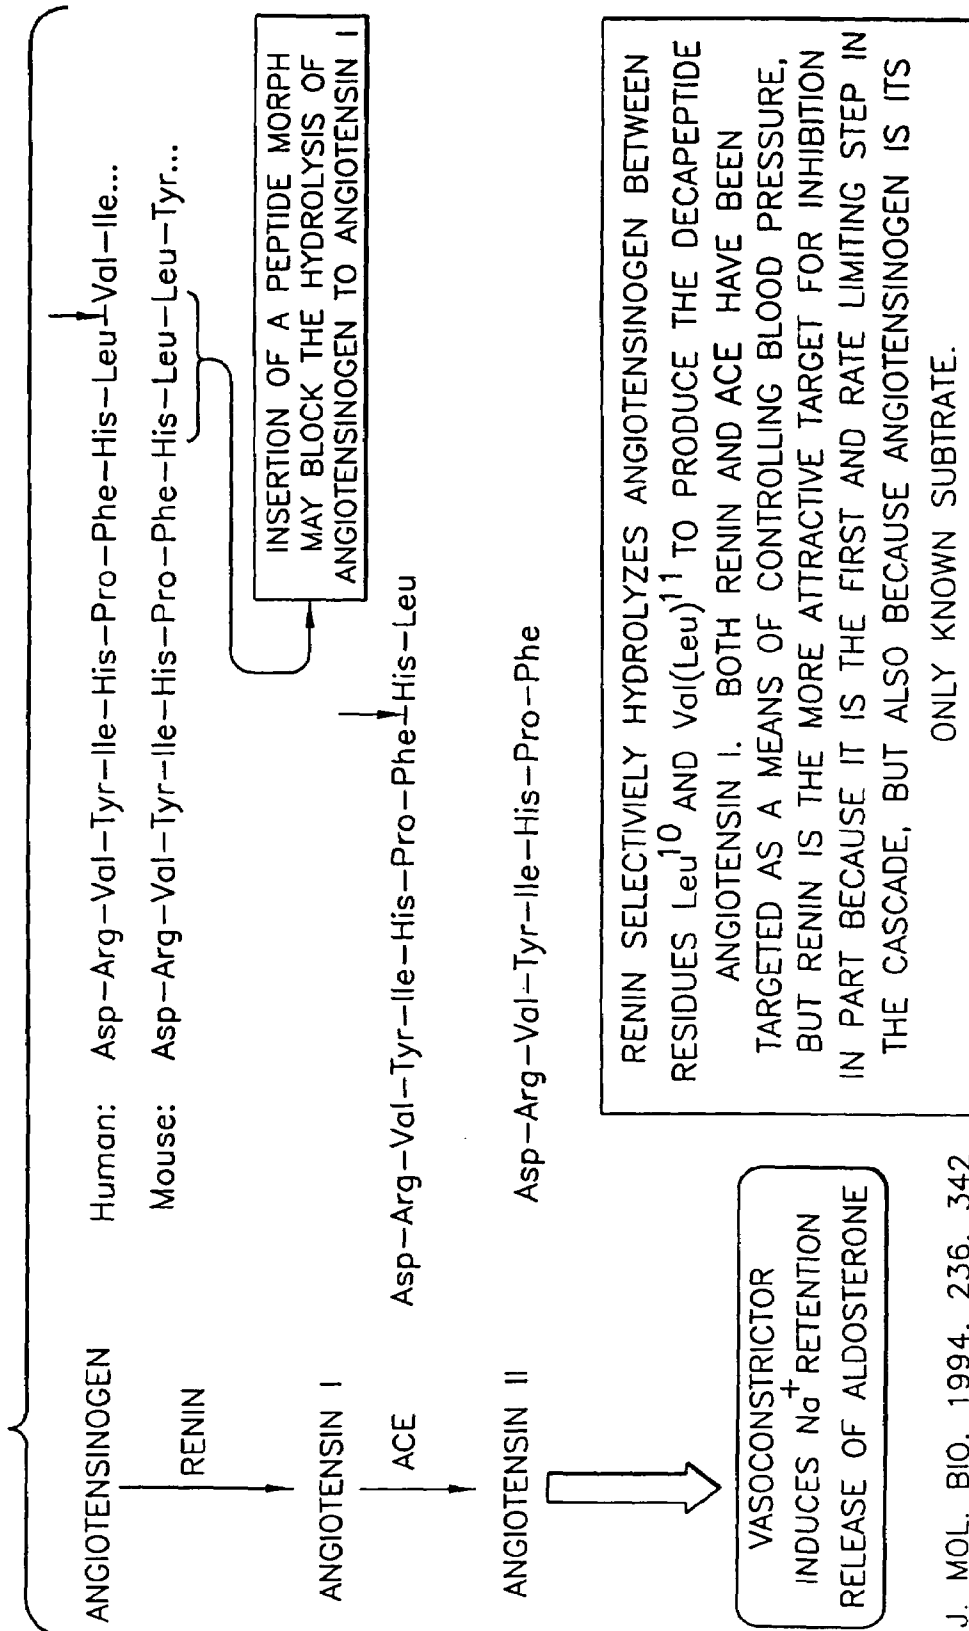 ANGIOTENSINOGEN
Human: Asp-Arg-Val-Tyr-Ile-His-Pro-Phe-His-Leu-Val-Ile...
RENIN
Mouse: Asp-Arg-Val-Tyr-Ile-His-Pro-Phe-His-Leu-Leu-Tyr...
INSERTION OF A PEPTIDE MORPH
MAY BLOCK THE HYDROLYSIS OF
ANGIOTENSINOGEN TO ANGIOTENSIN I
ANGIOTENSIN I
ACE
Asp-Arg-Val-Tyr-Ile-His-Pro-Phe-His-Leu
ANGIOTENSIN II
Asp-Arg-Val-Tyr-Ile-His-Pro-Phe
VASOCONSTRICTOR
INDUCES Na+ RETENTION
RELEASE OF ALDOSTERONE
RENIN SELECTIVIELY HYDROLYZES ANGIOTENSINOGEN BETWEEN
RESIDUES Leu10 AND Val(Leu)11 TO PRODUCE THE DECAPEPTIDE
ANGIOTENSIN I. BOTH RENIN AND ACE HAVE BEEN
TARGETED AS A MEANS OF CONTROLLING BLOOD PRESSURE,
BUT RENIN IS THE MORE ATTRACTIVE TARGET FOR INHIBITION
IN PART BECAUSE IT IS THE FIRST AND RATE LIMITING STEP IN
THE CASCADE, BUT ALSO BECAUSE ANGIOTENSINOGEN IS ITS
ONLY KNOWN SUBTRATE.
J. MOL. BIO. 1994, 236, 342